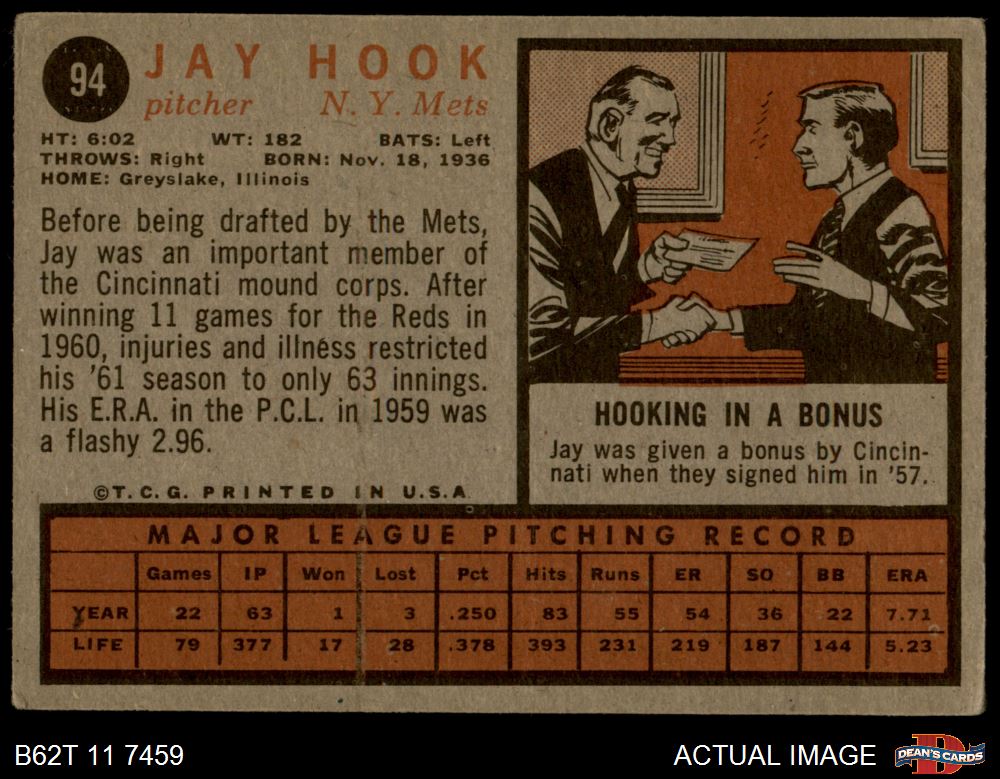 94
JAY HOOK
pitcher N. Y. Mets
HT: 6:02 WT: 182 BATS: Left
THROWS: Right BORN: Nov. 18, 1936
HOME: Greyslake, Illinois
Before being drafted by the Mets,
Jay was an important member of
the Cincinnati mound corps. After
winning 11 games for the Reds in
1960, injuries and illness restricted
his '61 season to only 63 innings.
His E.R.A. in the P.C.L. in 1959 was
a flashy 2.96.
©T.C.G. PRINTED IN U.S.A.
HOOKING IN A BONUS
Jay was given a bonus by Cincin-
nati when they signed him in '57.
MAJOR LEAGUE PITCHING RECORD
Games IP Won Lost Pct Hits Runs ER SO BB ERA
YEAR 22 63 1 3 .250 83 55 54 36 22 7.71
LIFE 79 377 17 28 .378 393 231 219 187 144 5.23
B62T 11 7459
ACTUAL IMAGE
DEAN'S CARDS